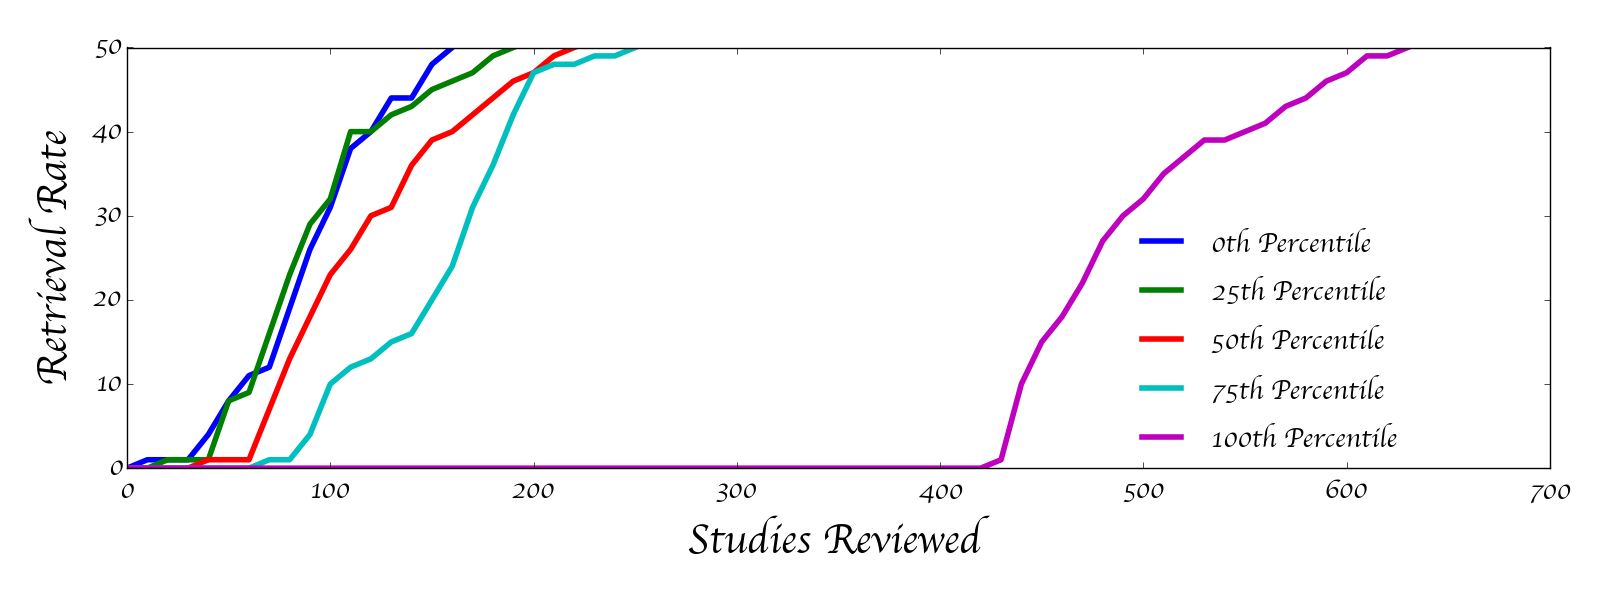 50
40
30
20
10
0
Retrieval Rate
0 100 200 300 400 500 600 700
Studies Reviewed
0th Percentile
25th Percentile
50th Percentile
75th Percentile
100th Percentile